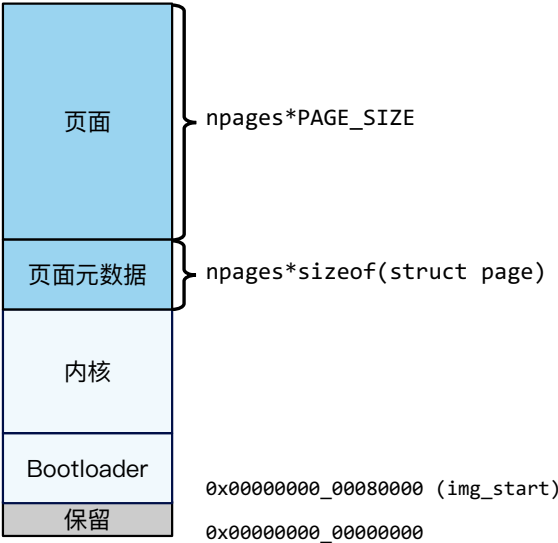 页面
npages*PAGE_SIZE
页面元数据
npages*sizeof(struct page)
内核
Bootloader
0x00000000_00080000 (img_start)
保留
0x00000000_00000000